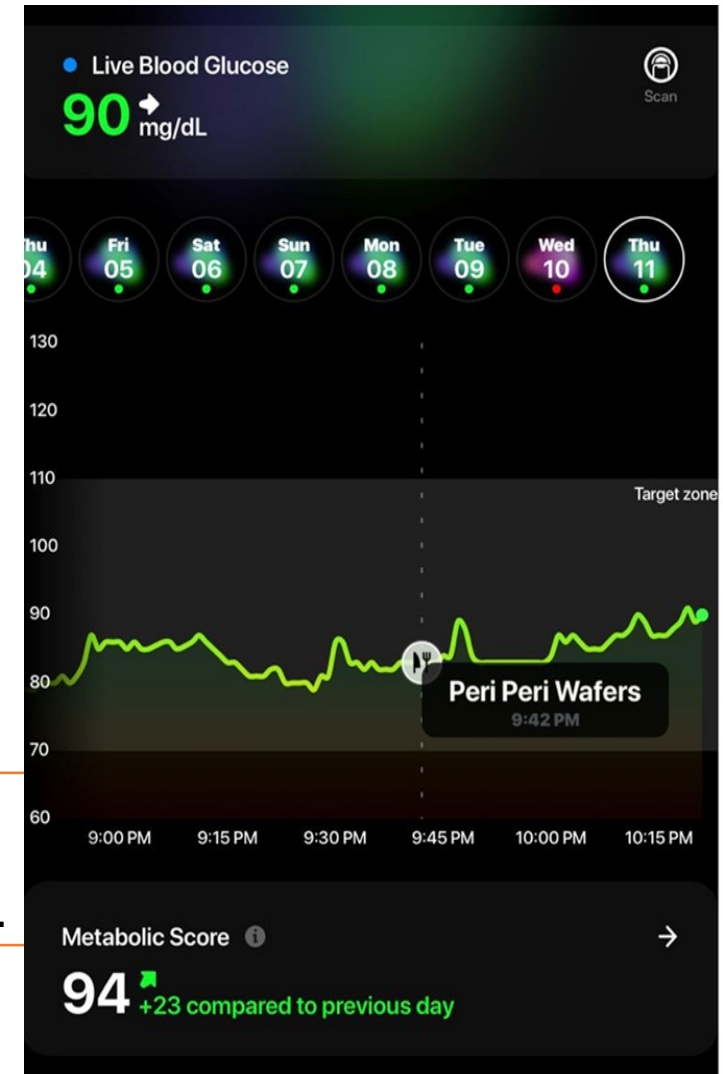 Live Blood Glucose
90 mg/dL
Scan
hu Fri Sat Sun Mon Tue Wed Thu
04 05 06 07 08 09 10 11
130
120
110
Target zone
100
90
80
Peri Peri Wafers
9:42 PM
70
60
9:00 PM 9:15 PM 9:30 PM 9:45 PM 10:00 PM 10:15 PM
.
Metabolic Score i
94 +23 compared to previous day